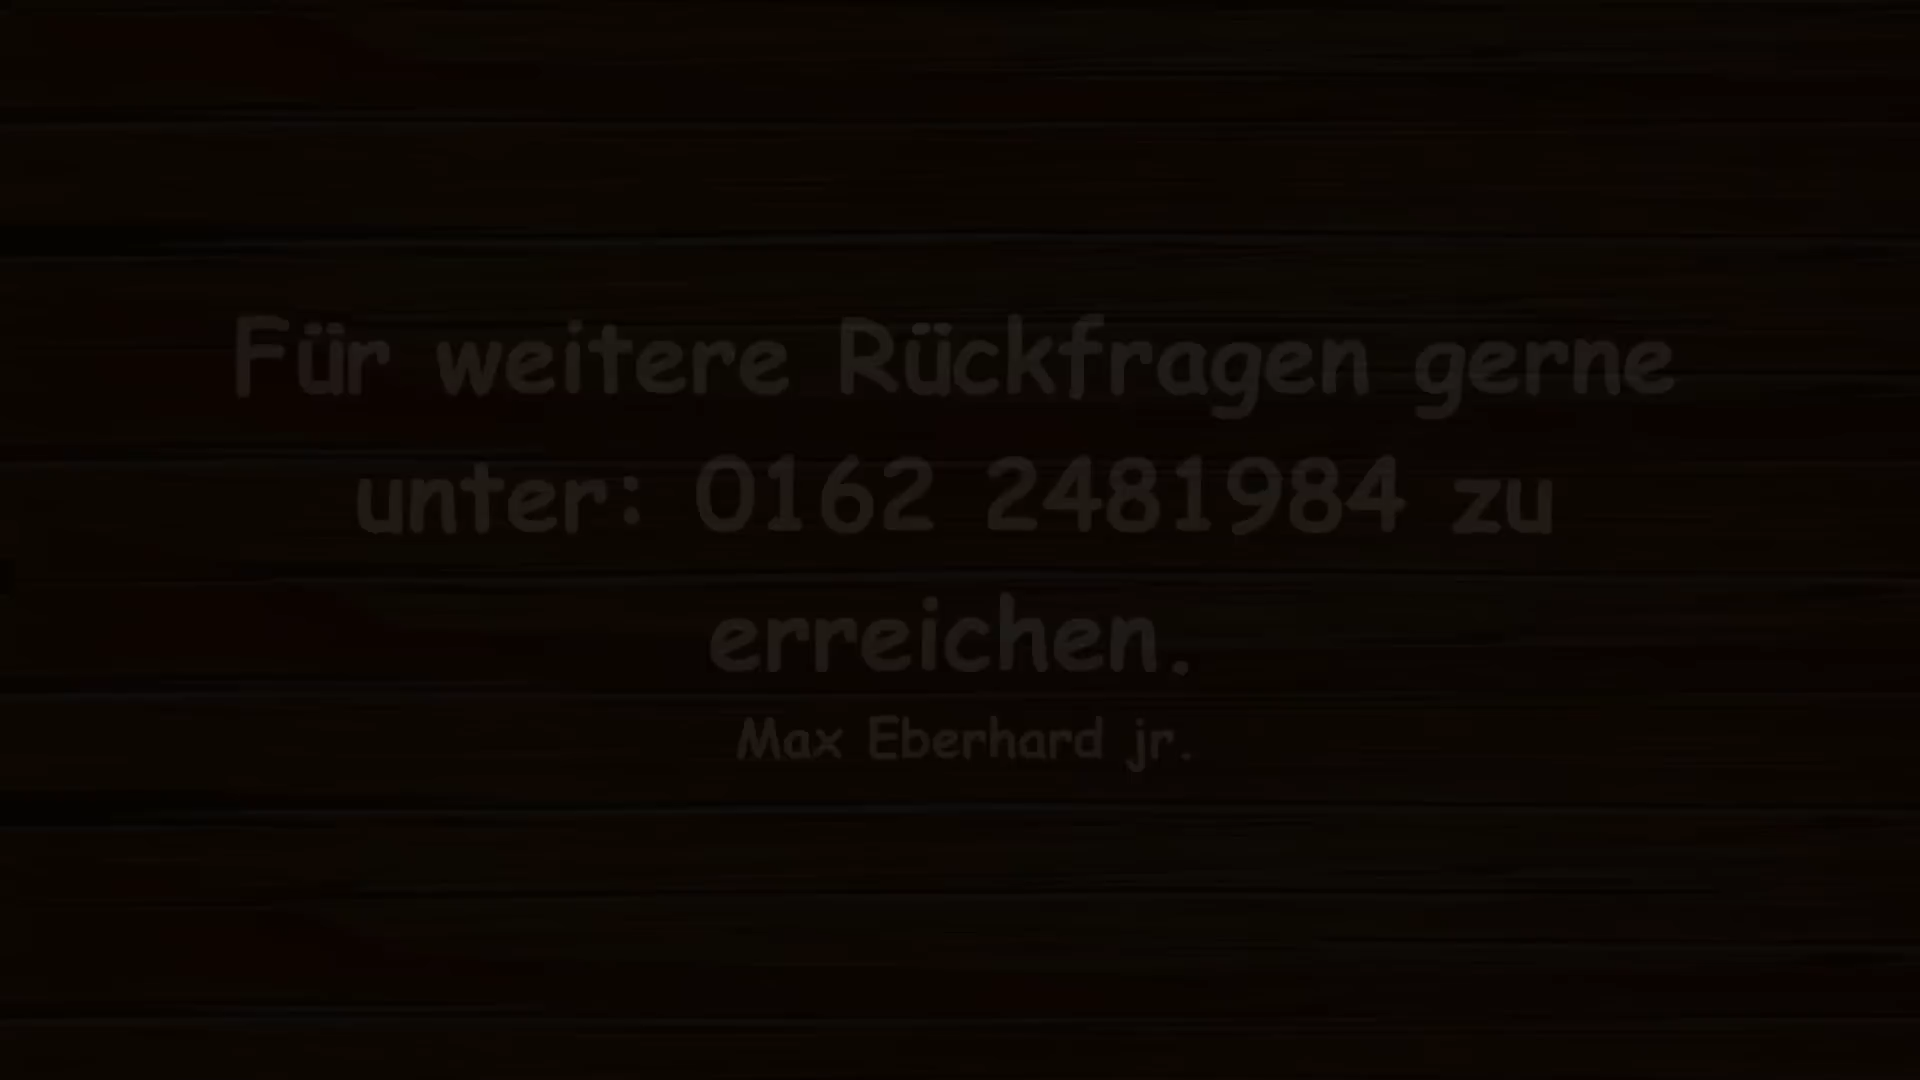 Für weitere Rückfragen gerne
unter: 0162 2481984 zu
erreichen.
Max Eberhard jr.